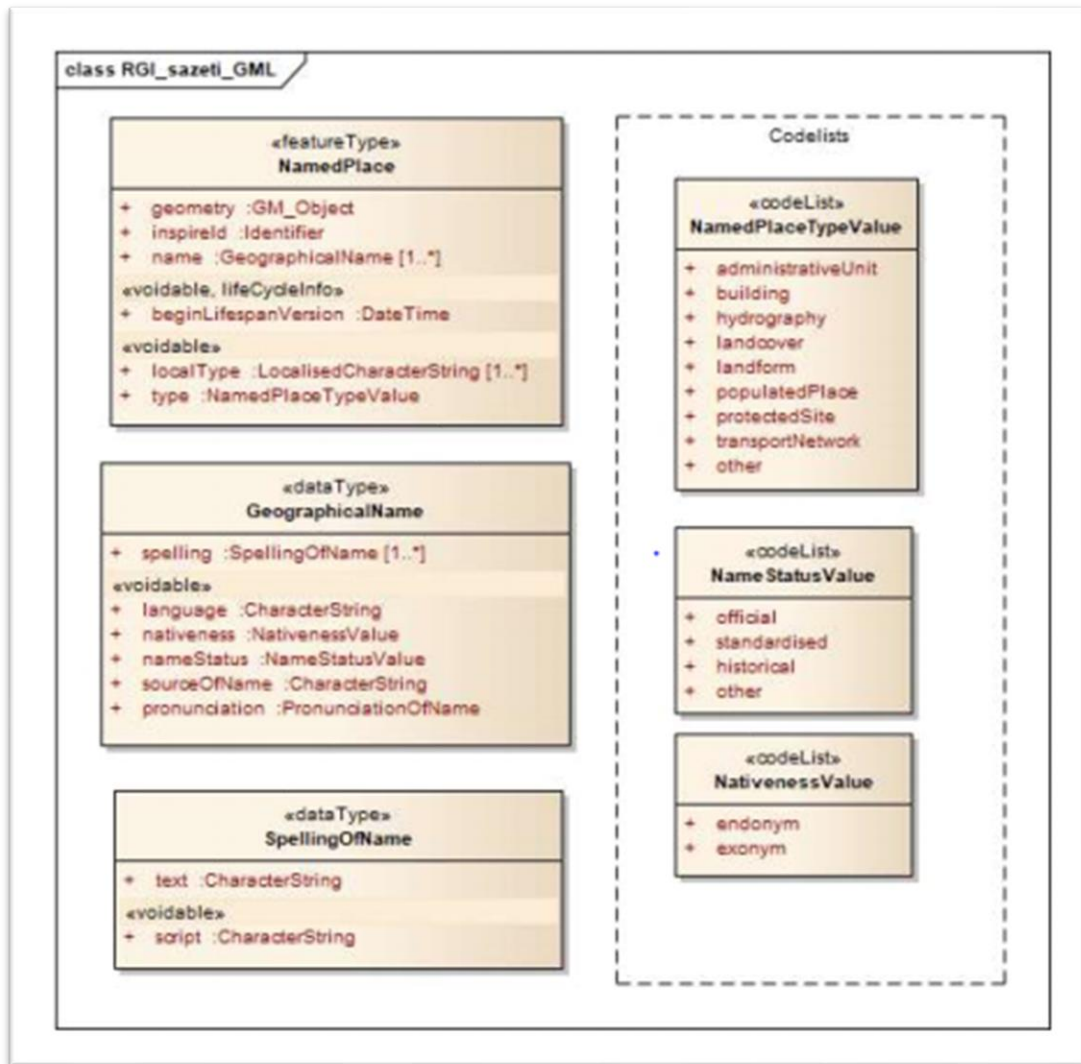 class RGI_sazeti_GML
«featureType»
NamedPlace
+ geometry :GM_Object
+ inspireId :Identifier
+ name :GeographicalName [1..*]
«voidable, lifeCycleInfo»
+ beginLifespanVersion :DateTime
«voidable»
+ localType :LocalisedCharacterString [1..*]
+ type :NamedPlaceTypeValue
«dataType»
GeographicalName
+ spelling :SpellingOfName [1..*]
«voidable»
+ language :CharacterString
+ nativeness :NativenessValue
+ nameStatus :NameStatusValue
+ sourceOfName :CharacterString
+ pronunciation :PronunciationOfName
«dataType»
SpellingOfName
+ text :CharacterString
«voidable»
+ script :CharacterString
Codelists
«codeList»
NamedPlaceTypeValue
+ administrativeUnit
+ building
+ hydrography
+ landcover
+ landform
+ populatedPlace
+ protectedSite
+ transportNetwork
+ other
«codeList»
NameStatusValue
+ official
+ standardised
+ historical
+ other
«codeList»
NativenessValue
+ endonym
+ exonym